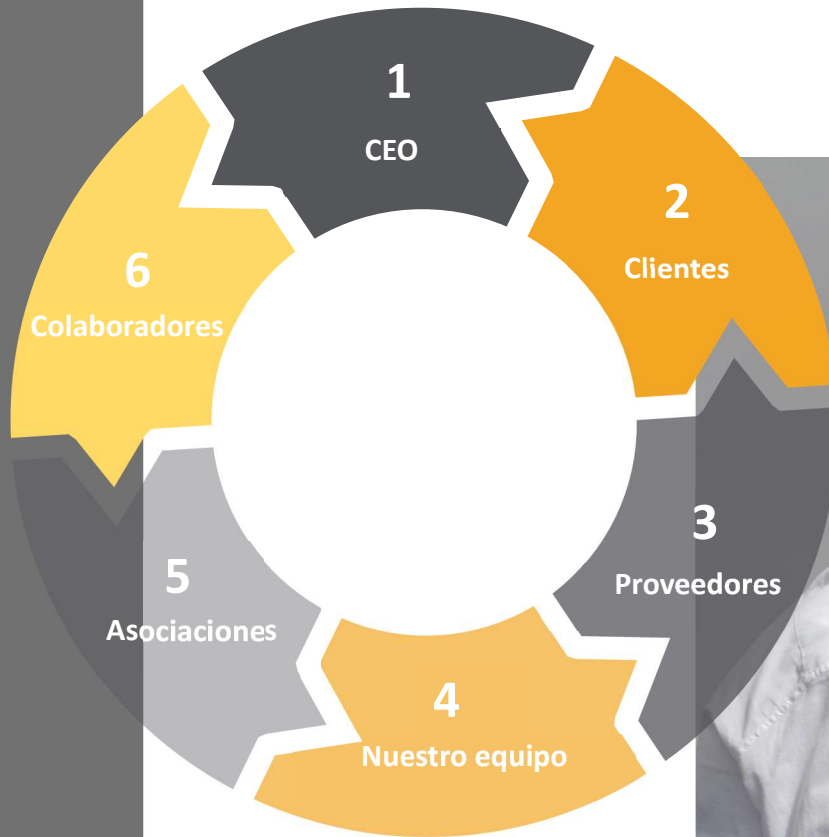 1
CEO
2
Clientes
3
Proveedores
4
Nuestro equipo
5
Asociaciones
6
Colaboradores